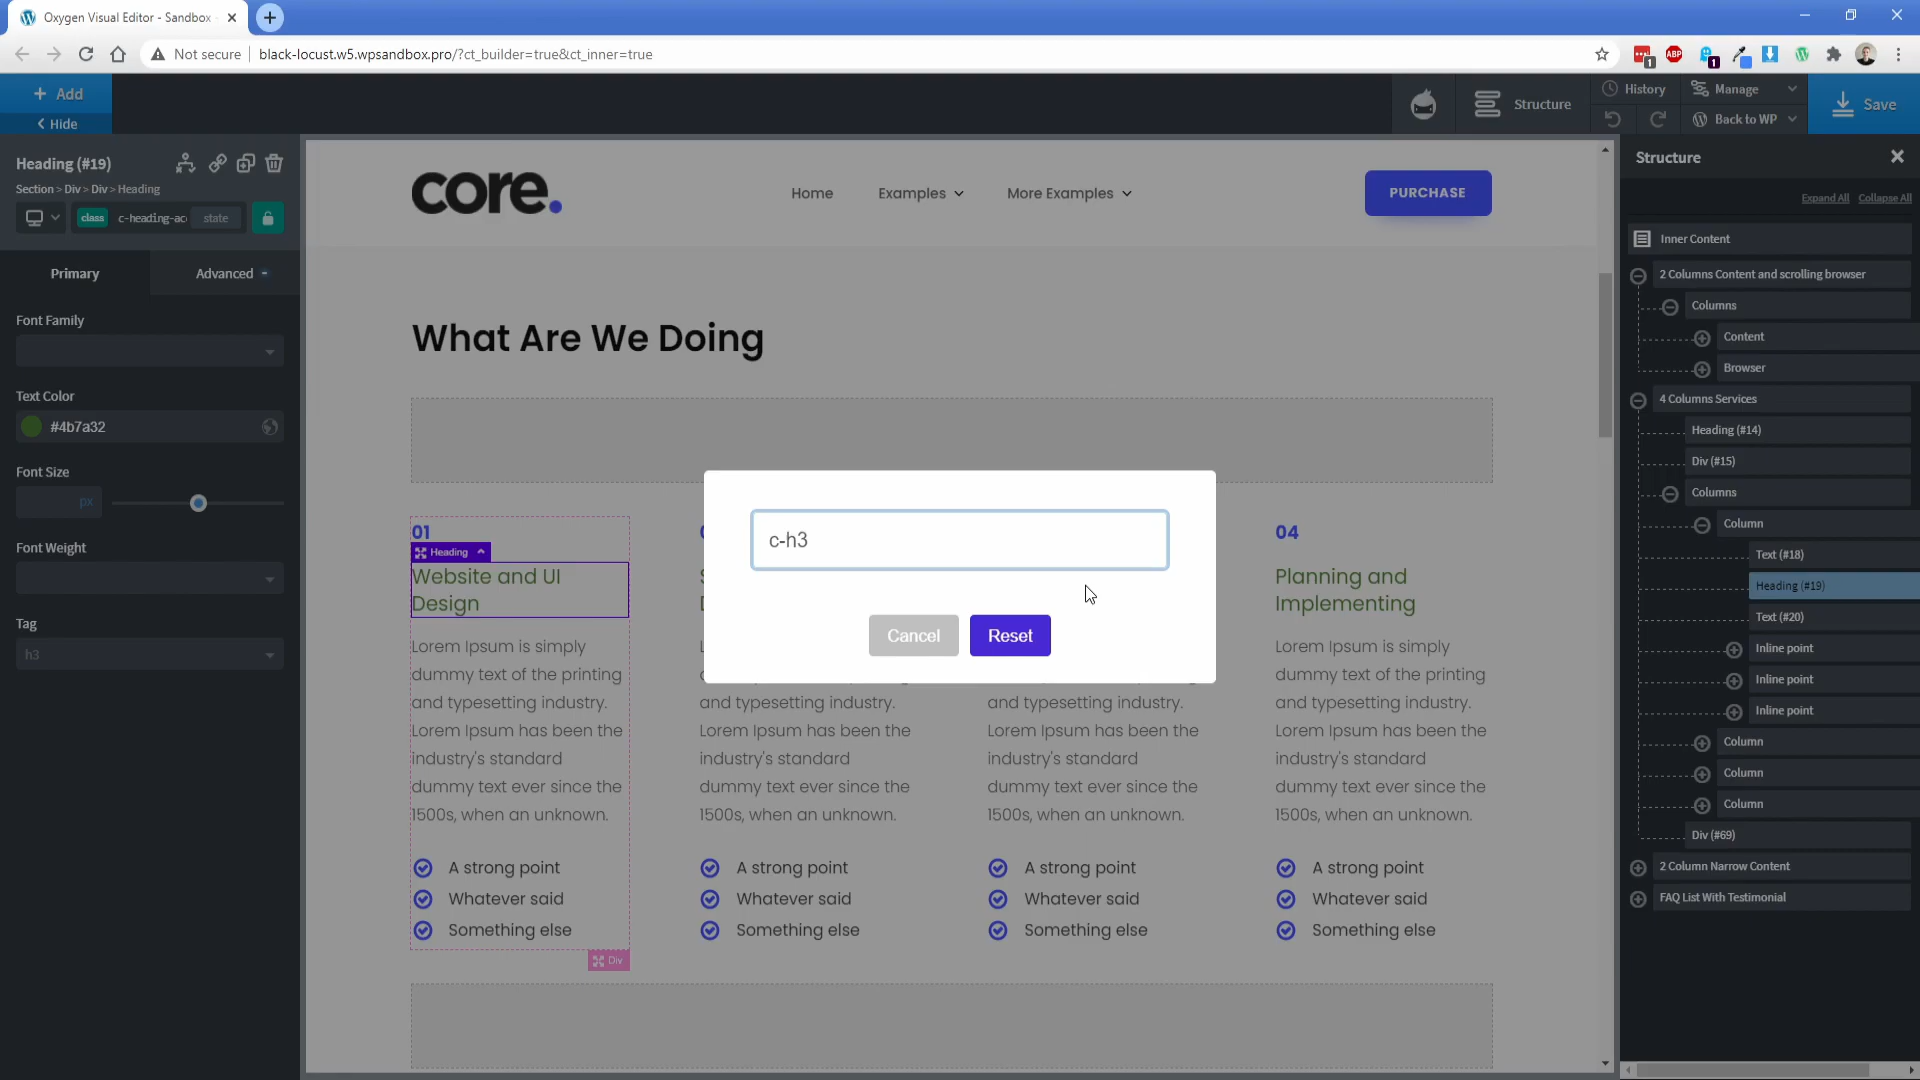 Oxygen Visual Editor - Sandbox
Not secure
black-locust.w5.wpsandbox.pro/?ct_builder=true&ct_inner=true
1
ABP
1
+ Add
Hide
Structure
History
Manage
Back to WP
Save
Heading (#19)
Section > Div > Div > Heading
class
c-heading-acc
state
Primary
Advanced
Font Family
Text Color
#4b7a32
Font Size
px
Font Weight
Tag
h3
core.
Home
Examples
More Examples
PURCHASE
What Are We Doing
01
Heading
Website and UI
Design
Lorem Ipsum is simply
dummy text of the printing
and typesetting industry.
Lorem Ipsum has been the
industry's standard
dummy text ever since the
1500s, when an unknown.
A strong point
Whatever said
Something else
Div
and typesetting industry.
Lorem Ipsum has been the
industry's standard
dummy text ever since the
1500s, when an unknown.
A strong point
Whatever said
Something else
and typesetting industry.
Lorem Ipsum has been the
industry's standard
dummy text ever since the
1500s, when an unknown.
A strong point
Whatever said
Something else
04
Planning and
Implementing
Lorem Ipsum is simply
dummy text of the printing
and typesetting industry.
Lorem Ipsum has been the
industry's standard
dummy text ever since the
1500s, when an unknown.
A strong point
Whatever said
Something else
c-h3
Cancel
Reset
Structure
Expand All
Collapse All
Inner Content
2 Columns Content and scrolling browser
Columns
Content
Browser
4 Columns Services
Heading (#14)
Div (#15)
Columns
Column
Text (#18)
Heading (#19)
Text (#20)
Inline point
Inline point
Inline point
Column
Column
Column
Div (#69)
2 Column Narrow Content
FAQ List With Testimonial